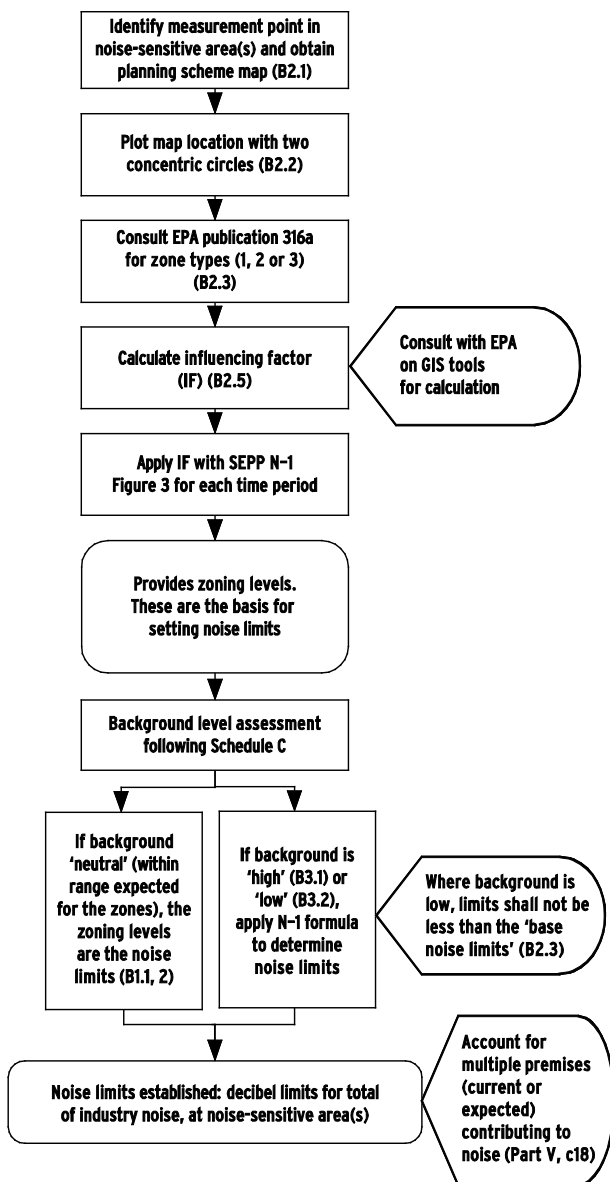 Identify measurement point in
noise-sensitive area(s) and obtain
planning scheme map (B2.1)
Plot map location with two
concentric circles (B2.2)
Consult EPA publication 316a
for zone types (1, 2 or 3)
(B2.3)
Calculate influencing factor
(IF) (B2.5)
Consult with EPA
on GIS tools
for calculation
Apply IF with SEPP N–1
Figure 3 for each time period
Provides zoning levels.
These are the basis for
setting noise limits
Background level assessment
following Schedule C
If background
‘neutral’ (within
range expected
for the zones), the
zoning levels
are the noise
limits (B1.1, 2)
If background is
‘high’ (B3.1) or
‘low’ (B3.2),
apply N–1 formula
to determine
noise limits
Where background is
low, limits shall not be
less than the ‘base
noise limits’ (B2.3)
Noise limits established: decibel limits for total
of industry noise, at noise-sensitive area(s)
Account for
multiple premises
(current or
expected)
contributing to
noise (Part V, c18)